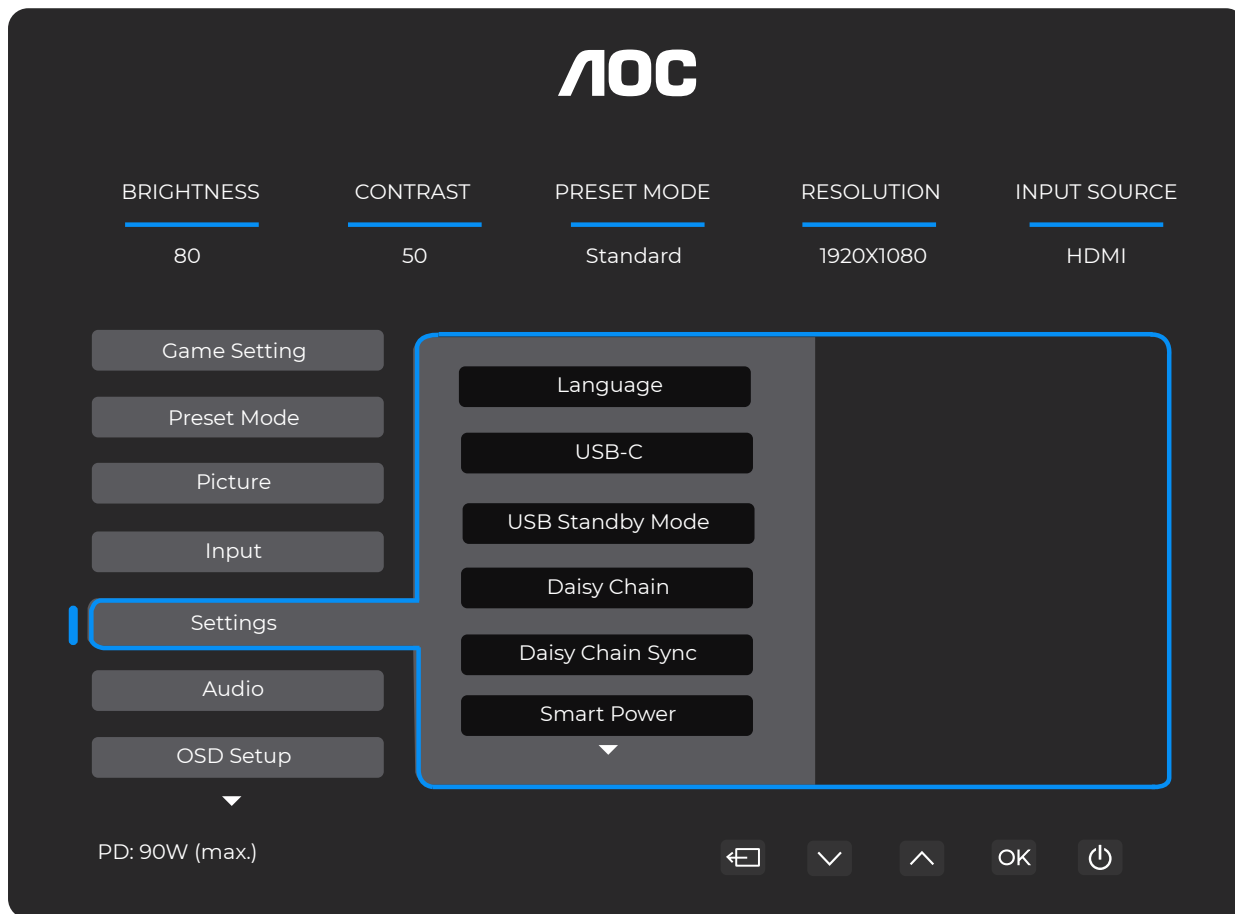 AOC
BRIGHTNESS CONTRAST PRESET MODE RESOLUTION INPUT SOURCE
80 50 Standard 1920X1080 HDMI
Game Setting
Preset Mode
Picture
Input
Settings
Audio
OSD Setup
Language
USB-C
USB Standby Mode
Daisy Chain
Daisy Chain Sync
Smart Power
PD: 90W (max.)
OK